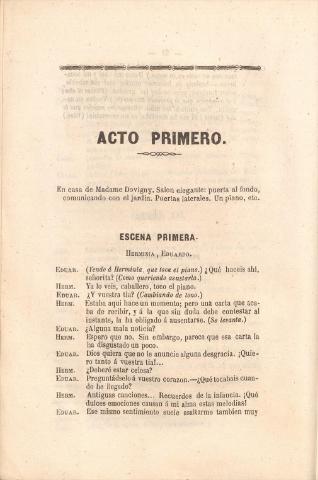 ACTO PRIMERO.
En casa de Madame Dovigny. Salon elegante: puerta al fondo,
comunicando con el jardin. Puertas laterales. Un piano, etc.
ESCENA PRIMERA.
HERMINIA, EDUARDO.
EDUAR. (Yendo á Herminia, que toca el piano.) ¿Qué haceis ahí,
señorita? (Como queriendo
HERM. Ya lo veis, caballero, toco el piano.
EDUAR. ¿Y vuestra tia? (Cambiando de tono.)
HERM. Estaba aquí hace un momento; pero una carta que aca-
ba de recibir, y á la que sin duda debe contestar al
instante, la ha obligado á ausentarse. (Se levanta.)
EDUAR. ¿Alguna mala noticia?
HERM. Espero que no. Sin embargo, parece que esa carta la
ha disgustado un poco.
EDUAR. Dios quiera que no le anuncie alguna desgracia. ¡Quie-
ro tanto á vuestra tia!...
HERM. ¿Deberé estar celosa?
EDUAR. Preguntádselo á vuestro corazon.—¿Qué tocabais cuan-
do he llegado?
HERM. Antiguas canciones... Recuerdos de la infancia. ¡Qué
dulces emociones causan á mi alma estas melodías!
EDUAR. Ese mismo sentimiento suele asaltarme tambien muy